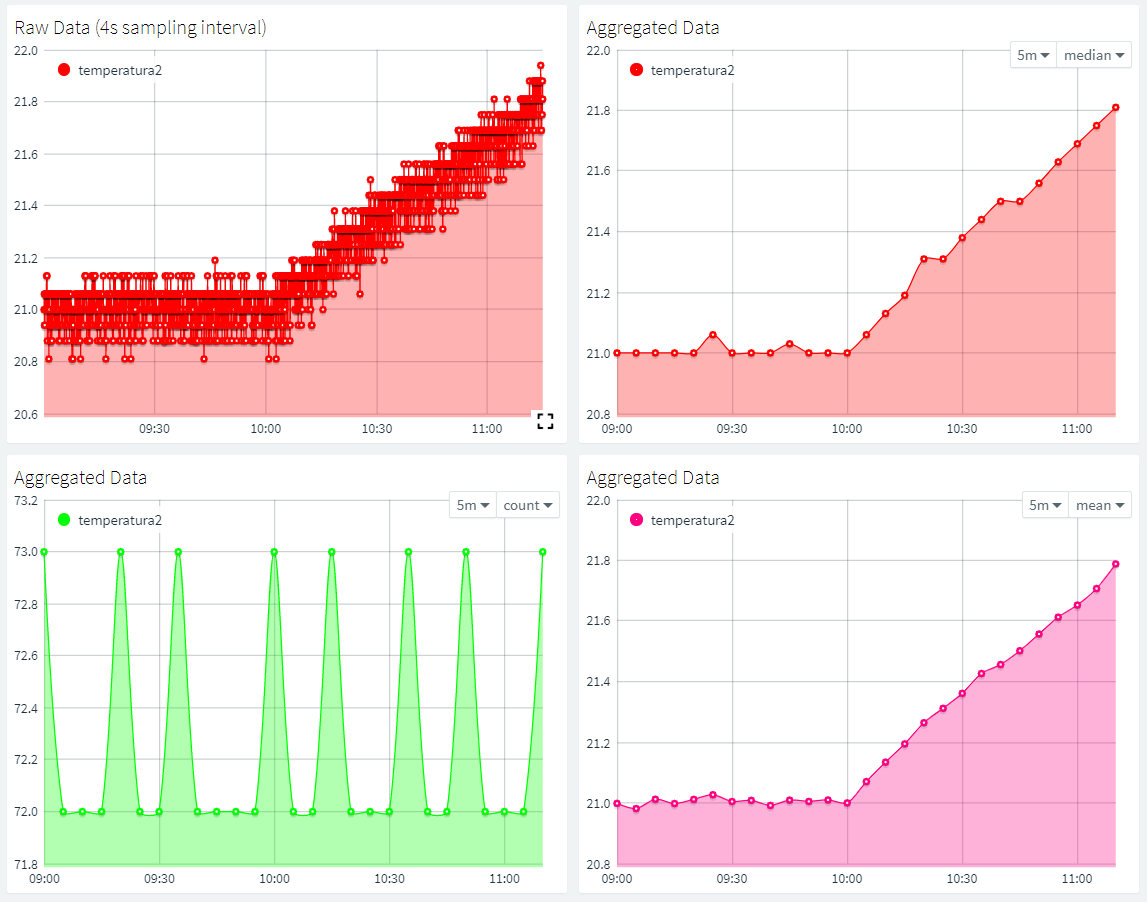 Raw Data (4s sampling interval)
22.0
temperatura2
21.8
21.6
21.4
21.2
21.0
20.8
20.6
09:30 10:00 10:30 11:00
Aggregated Data
5m median
22.0
temperatura2
21.8
21.6
21.4
21.2
21.0
20.8
09:00 09:30 10:00 10:30 11:00
Aggregated Data
73.2
5m count
temperatura2
73.0
72.8
72.6
72.4
72.2
72.0
71.8
09:00 09:30 10:00 10:30 11:00
Aggregated Data
22.0
5m mean
temperatura2
21.8
21.6
21.4
21.2
21.0
20.8
09:00 09:30 10:00 10:30 11:00